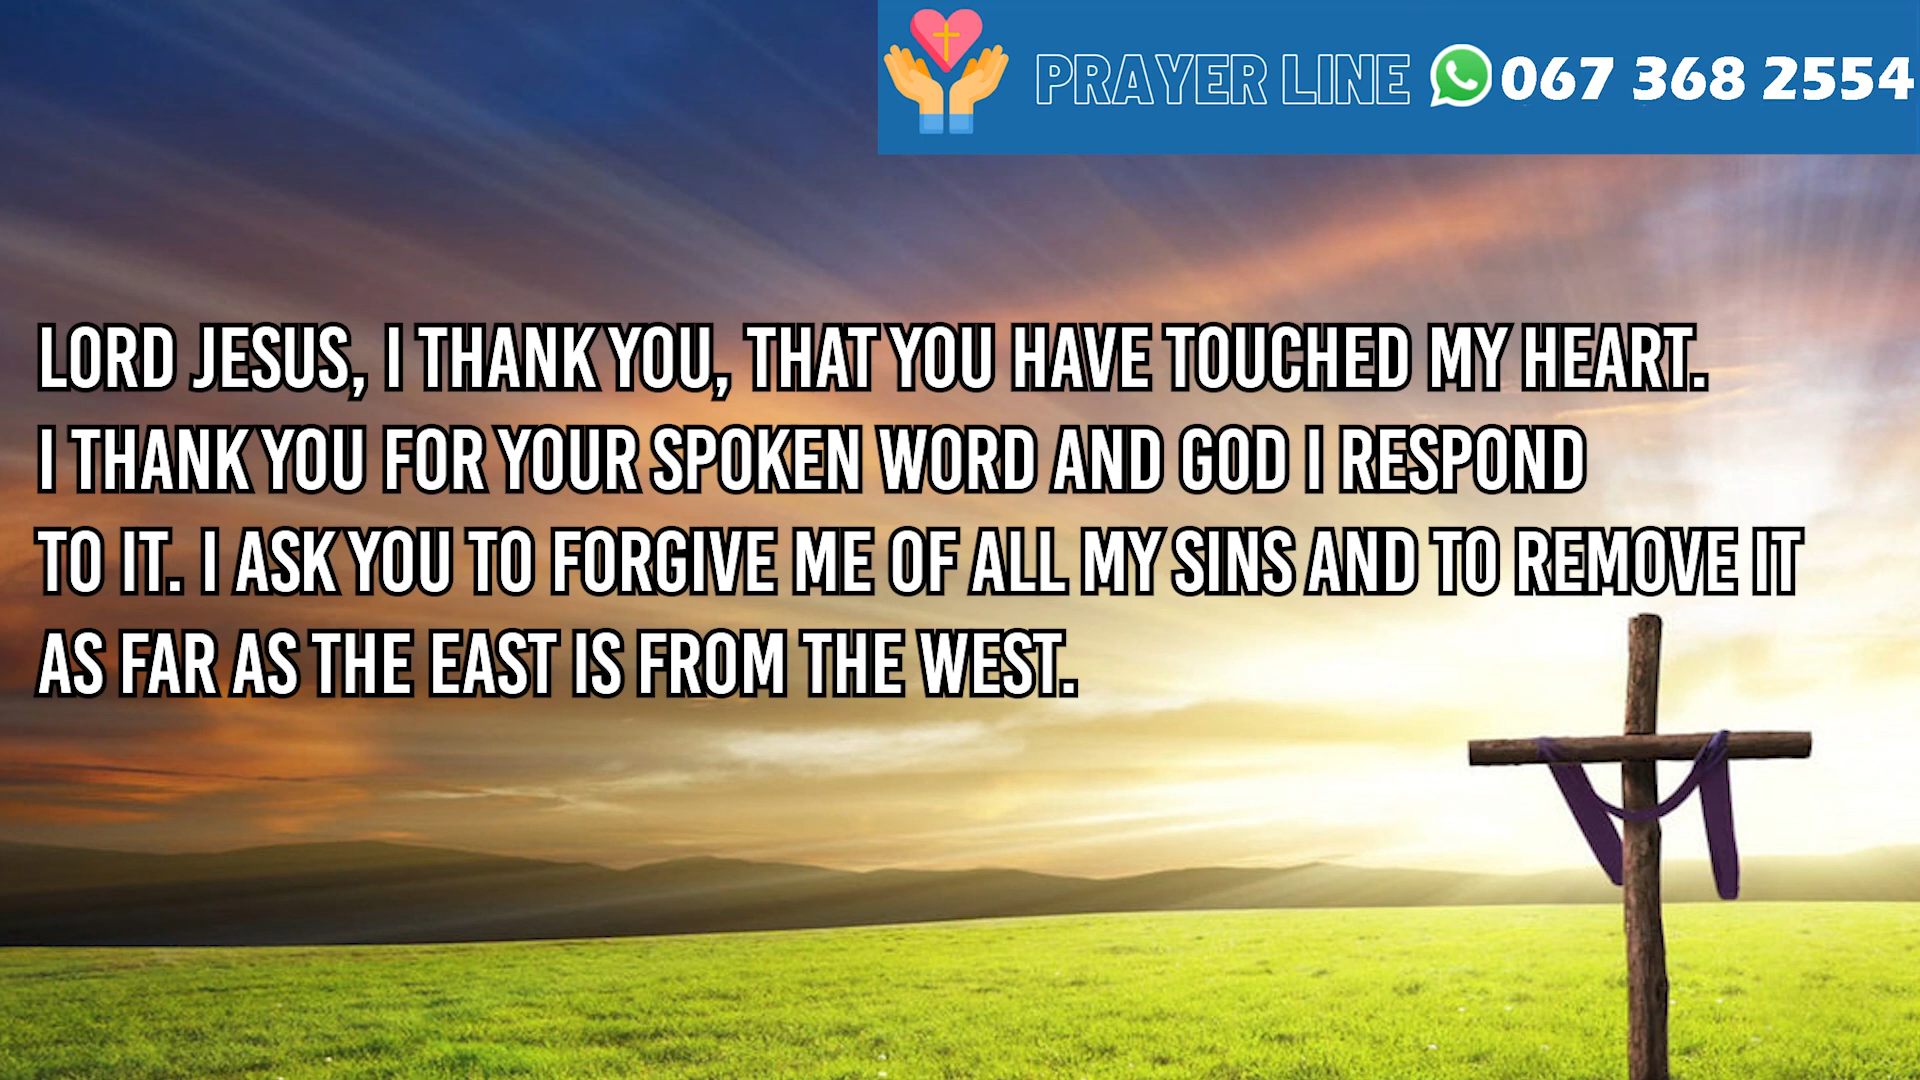 PRAYER LINE 067 368 2554
LORD JESUS, I THANK YOU, THAT YOU HAVE TOUCHED MY HEART.
I THANK YOU FOR YOUR SPOKEN WORD AND GOD I RESPOND
TO IT. I ASK YOU TO FORGIVE ME OF ALL MY SINS AND TO REMOVE IT
AS FAR AS THE EAST IS FROM THE WEST.